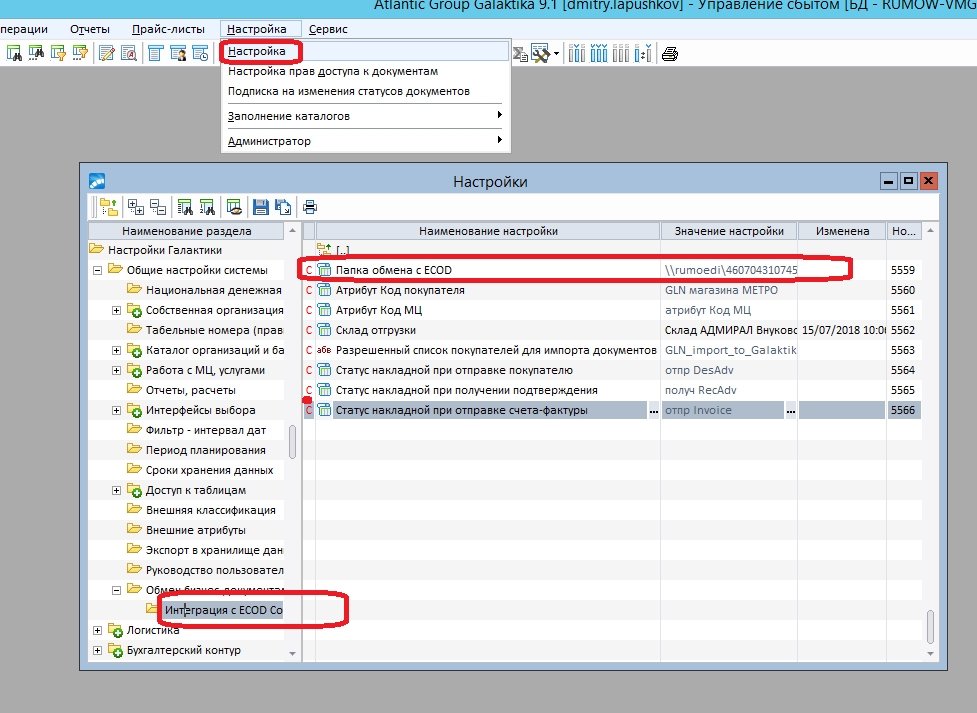 Atlantic Group Galaktika 9.1 [dmitry.lapushkov] - Управление сбытом [БД - RUMOW-VMG
перации Отчеты Прайс-листы Настройка Сервис
Настройка
Настройка прав доступа к документам
Подписка на изменения статусов документов
Заполнение каталогов
Администратор
Настройки
Наименование раздела Наименование настройки Значение настройки Изменена Но...
Настройки Галактики [..]
Общие настройки системы С Папка обмена с ECOD \\rumoedi\460704310745 5559
Национальная денежная С Атрибут Код покупателя GLN магазина МЕТРО 5560
Собственная организация С Атрибут Код МЦ атрибут Код МЦ 5561
Табельные номера (прав С Склад отгрузки Склад АДМИРАЛ Внуково 15/07/2018 10:0 5562
Каталог организаций и ба С абв Разрешенный список покупателей для импорта документов GLN_import_to_Galaktik 5563
Работа с МЦ, услугами С Статус накладной при отправке покупателю отпр DesAdv 5564
Отчеты, расчеты С Статус накладной при получении подтверждения получ RecAdv 5565
Интерфейсы выбора С Статус накладной при отправке счета-фактуры ... отпр Invoice ... 5566
Фильтр - интервал дат
Период планирования
Сроки хранения данных
Доступ к таблицам
Внешняя классификация
Внешние атрибуты
Экспорт в хранилище дан
Руководство пользовател
Обмен бизнес-документам
Интеграция с ECOD Co
Логистика
Бухгалтерский контур